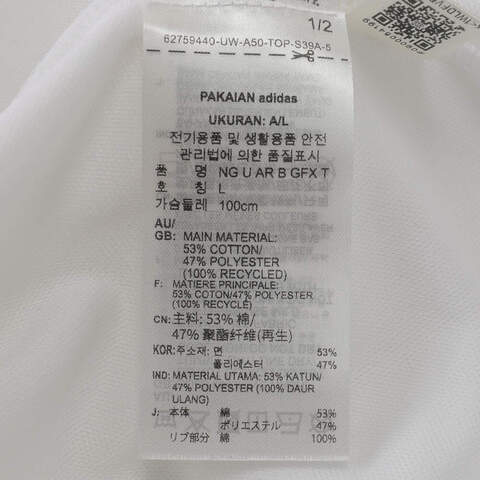 1/2
62759440-UW-A50-TOP-S39A-5
PAKAIAN adidas
UKURAN: A/L
전기용품 및 생활용품 안전
관리법에 의한 품질표시
품 명 NG U AR B GFX T
호 칭 L
가슴둘레 100cm
AU/
GB: MAIN MATERIAL:
53% COTTON/
47% POLYESTER
(100% RECYCLED)
F: MATIERE PRINCIPALE:
53% COTON/47% POLYESTER
(100% RECYCLÉ)
CN: 主料: 53% 棉/
47% 聚酯纤维(再生)
KOR:주소재: 면 53%
폴리에스터 47%
IND: MATERIAL UTAMA: 53% KATUN/
47% POLYESTER (100% DAUR
ULANG)
J: 本体 綿 53%
ポリエステル 47%
リブ部分 綿 100%